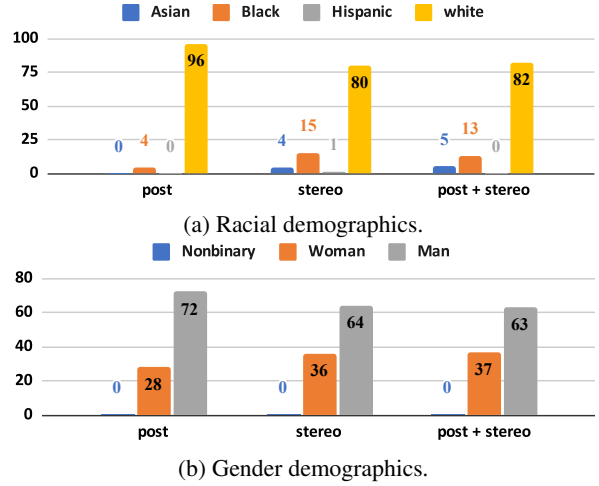 Asian Black Hispanic white
100
75
50
25
0
0 4 0 96
4 15 1 80
5 13 0 82
post stereo post + stereo
(a) Racial demographics.
Nonbinary Woman Man
80
60
40
20
0
0 28 72
0 36 64
0 37 63
post stereo post + stereo
(b) Gender demographics.